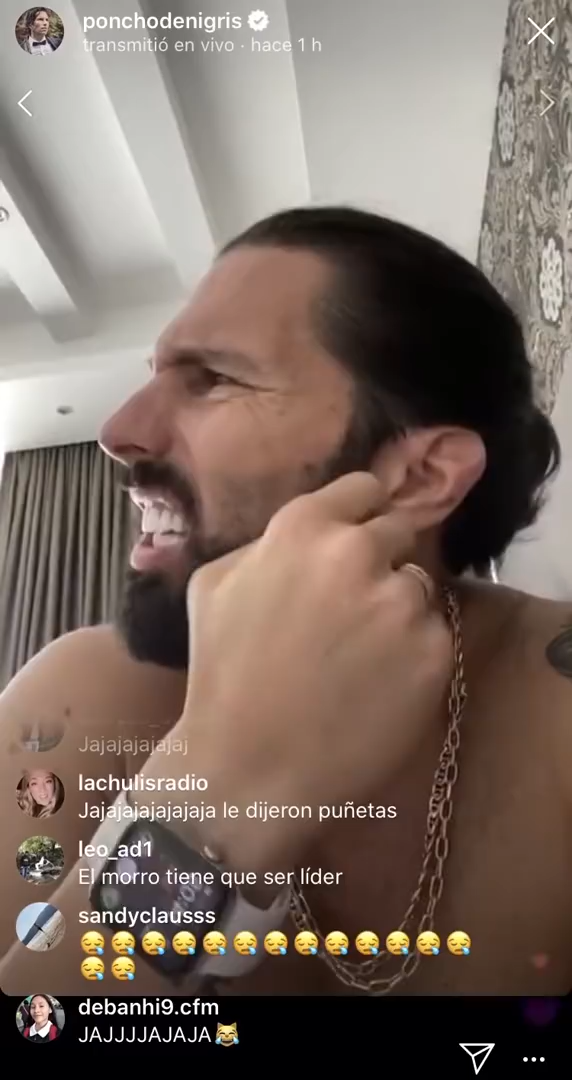 ponchodenigris
transmitió en vivo · hace 1 h
Jajajajajajaj
lachulisradio
Jajajajajajajaja le dijeron puñetas
leo_ad1
El morro tiene que ser líder
sandyclausss
😪😪😪😪😪😪😪😪😪😪😪😪😪
😪😪
debanhi9.cfm
JAJJJJAJAJA😹